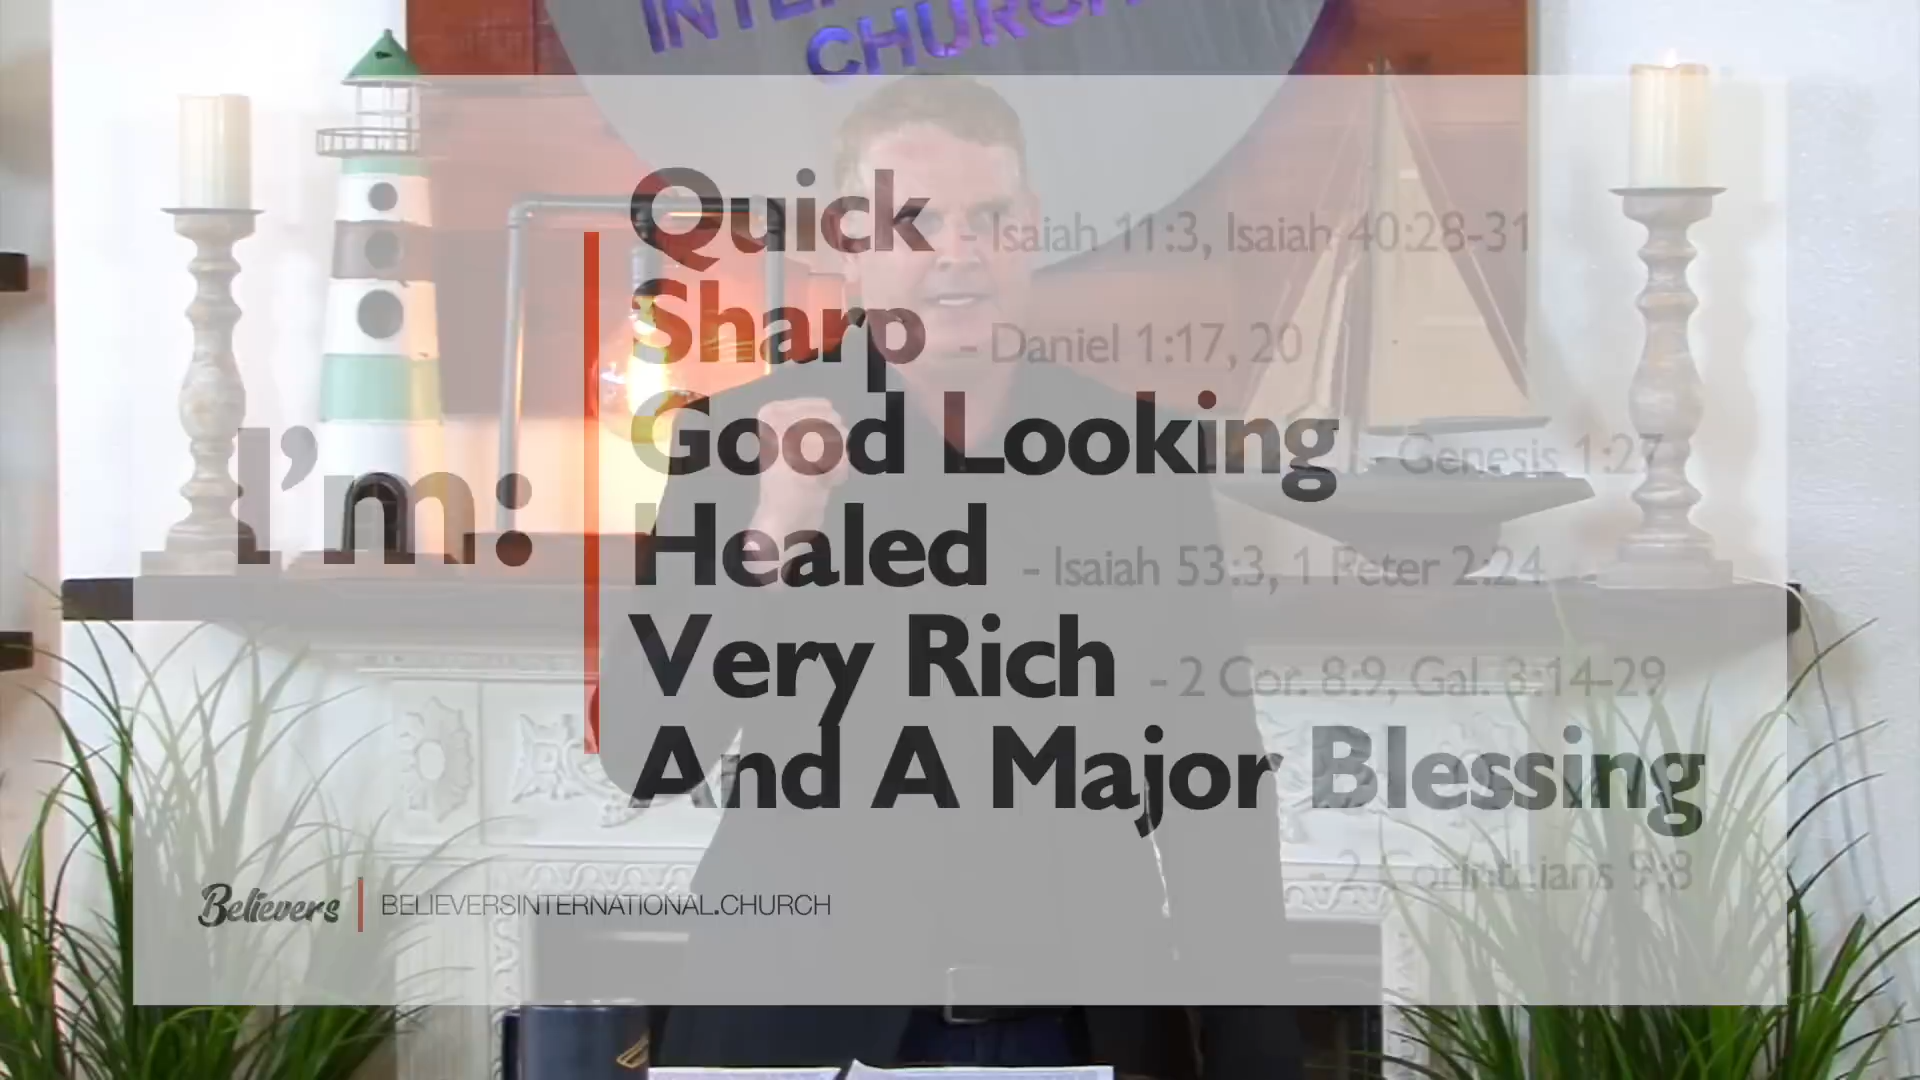 CHURCH
I'm:
Quick - Isaiah 11:3, Isaiah 40:28-31
Sharp - Daniel 1:17, 20
Good Looking - Genesis 1:27
Healed - Isaiah 53:3, 1 Peter 2:24
Very Rich - 2 Cor. 8:9, Gal. 3:14-29
And A Major Blessing
- 2 Corinthians 9:8
Believers | BELIEVERSINTERNATIONAL.CHURCH